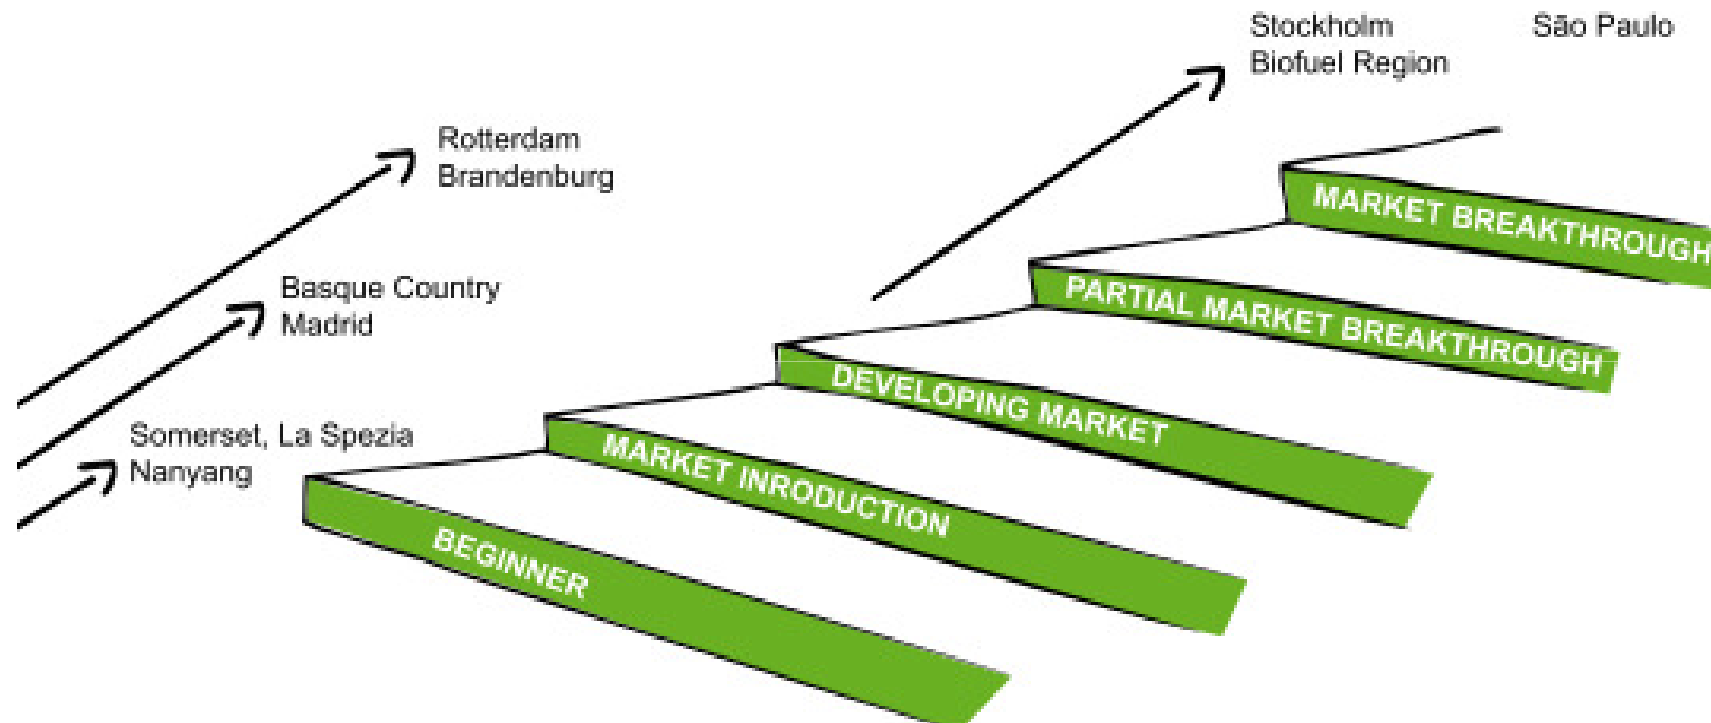 Stockholm
Biofuel Region
São Paulo
Rotterdam
Brandenburg
Basque Country
Madrid
Somerset, La Spezia
Nanyang
MARKET BREAKTHROUGH
PARTIAL MARKET BREAKTHROUGH
DEVELOPING MARKET
MARKET INRODUCTION
BEGINNER